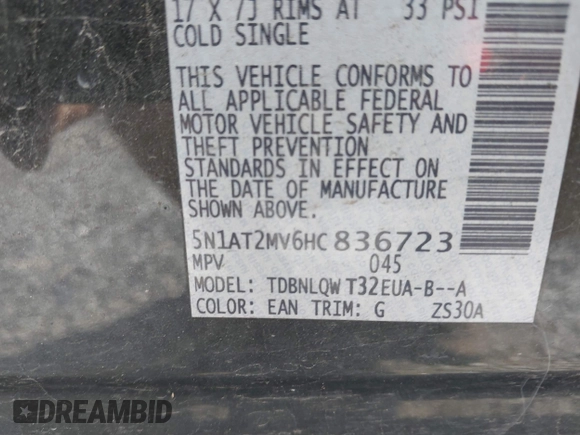 17 X 7J RIMS AT 33 PSI
COLD SINGLE
THIS VEHICLE CONFORMS TO
ALL APPLICABLE FEDERAL
MOTOR VEHICLE SAFETY AND
THEFT PREVENTION
STANDARDS IN EFFECT ON
THE DATE OF MANUFACTURE
SHOWN ABOVE.
5N1AT2MV6HC836723
MPV 045
MODEL: TDBNLQWT32EUA-B--A
COLOR: EAN TRIM: G ZS30A
DREAMBID